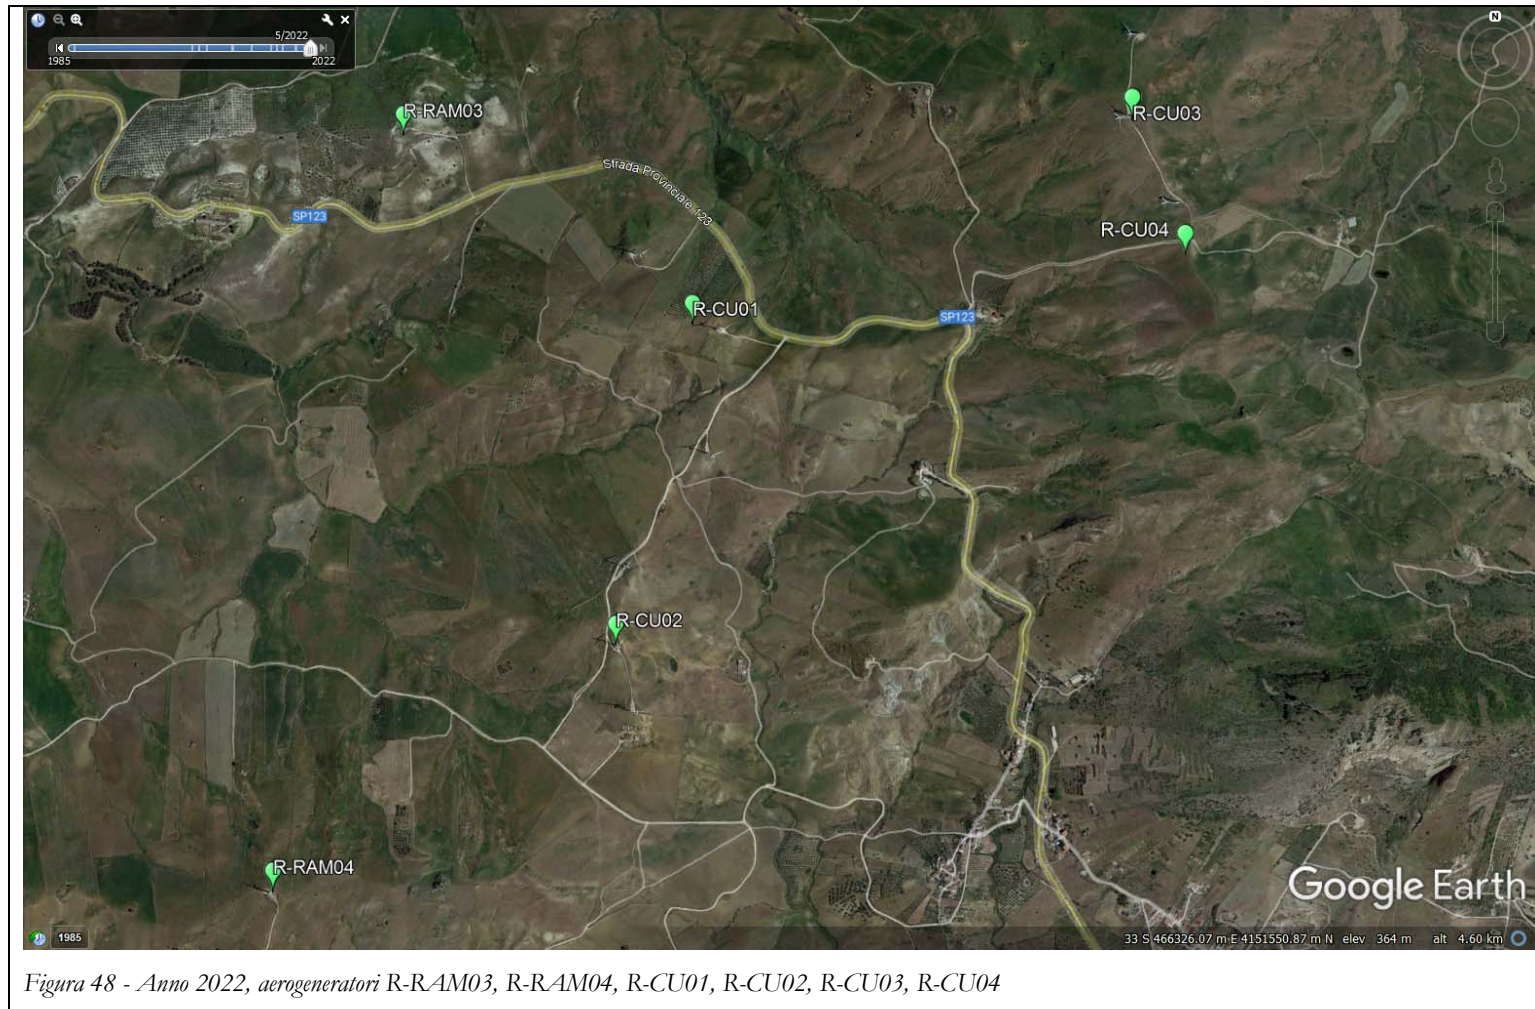 5/2022
1985
2022
N
R-RAM03
R-CU03
Strada Provinciale 123
SP123
R-CU04
R-CU01
SP123
R-CU02
R-RAM04
Google Earth
1985
33 S 466326.07 m E 4151550.87 m N elev 364 m alt 4.60 km
Figura 48 - Anno 2022, aerogeneratori R-RAM03, R-RAM04, R-CU01, R-CU02, R-CU03, R-CU04